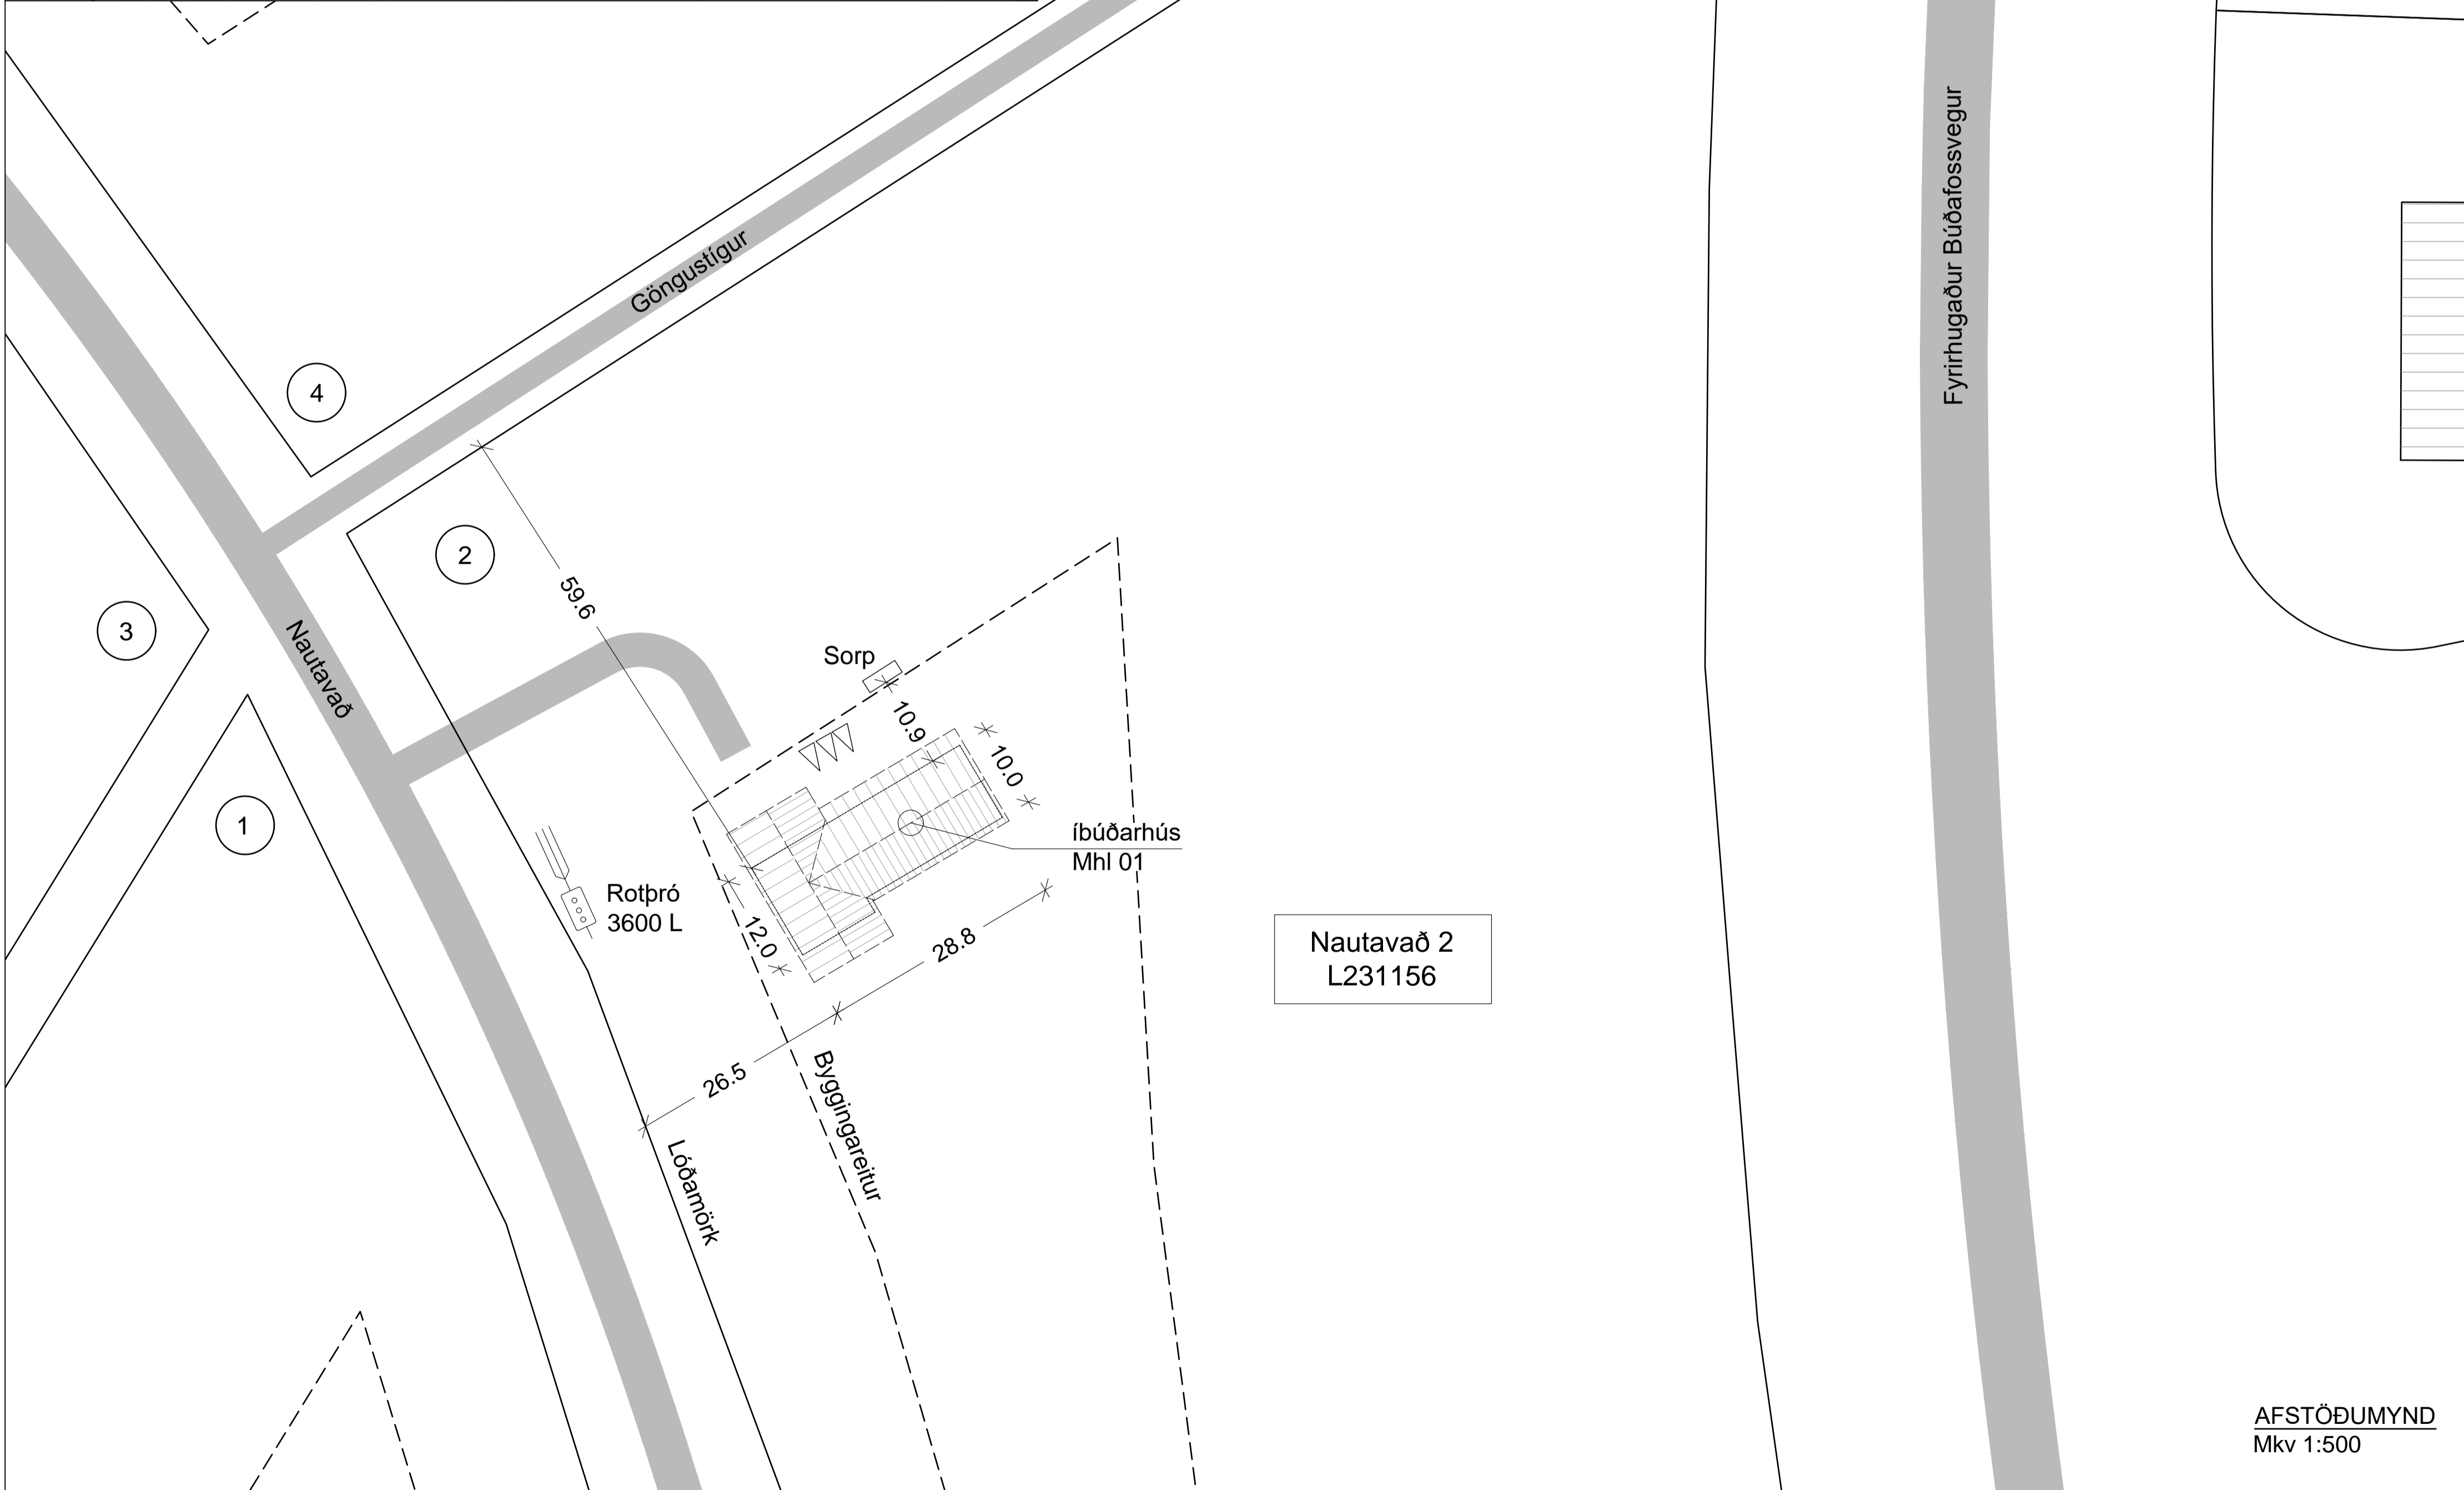 Göngustígur
Fyrirhugaður Búðafossvegur
4
2
59.6
3
Nautavað
Sorp
10.9
10.0
1
íbúðarhús
Mhl 01
Rotþró
3600 L
12.0
28.8
Nautavað 2
L231156
26.5
Byggingareitur
Lóðamörk
AFSTÖÐUMYND
Mkv 1:500